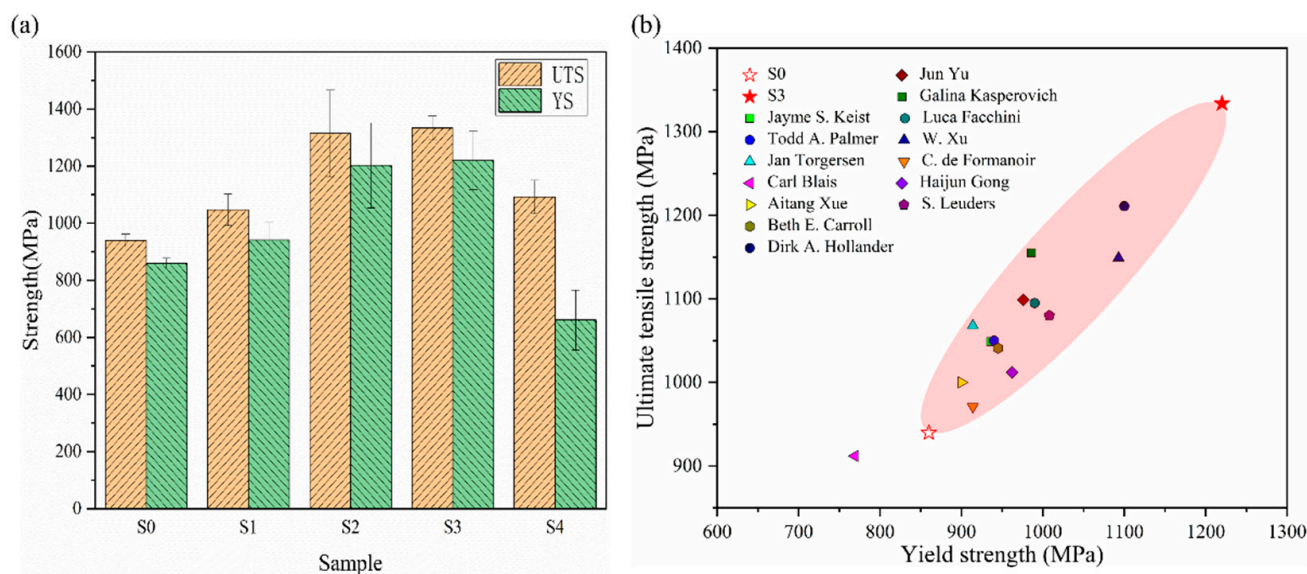 (a)
1600
1400
1200
1000
800
600
400
200
0
Strength(MPa)
UTS
YS
S0 S1 S2 S3 S4
Sample
(b)
1400
1300
1200
1100
1000
900
Ultimate tensile strength (MPa)
S0
S3
Jayme S. Keist
Todd A. Palmer
Jan Torgersen
Carl Blais
Aitang Xue
Beth E. Carroll
Dirk A. Hollander
Jun Yu
Galina Kasperovich
Luca Facchini
W. Xu
C. de Formanoir
Haijun Gong
S. Leuders
600 700 800 900 1000 1100 1200 1300
Yield strength (MPa)